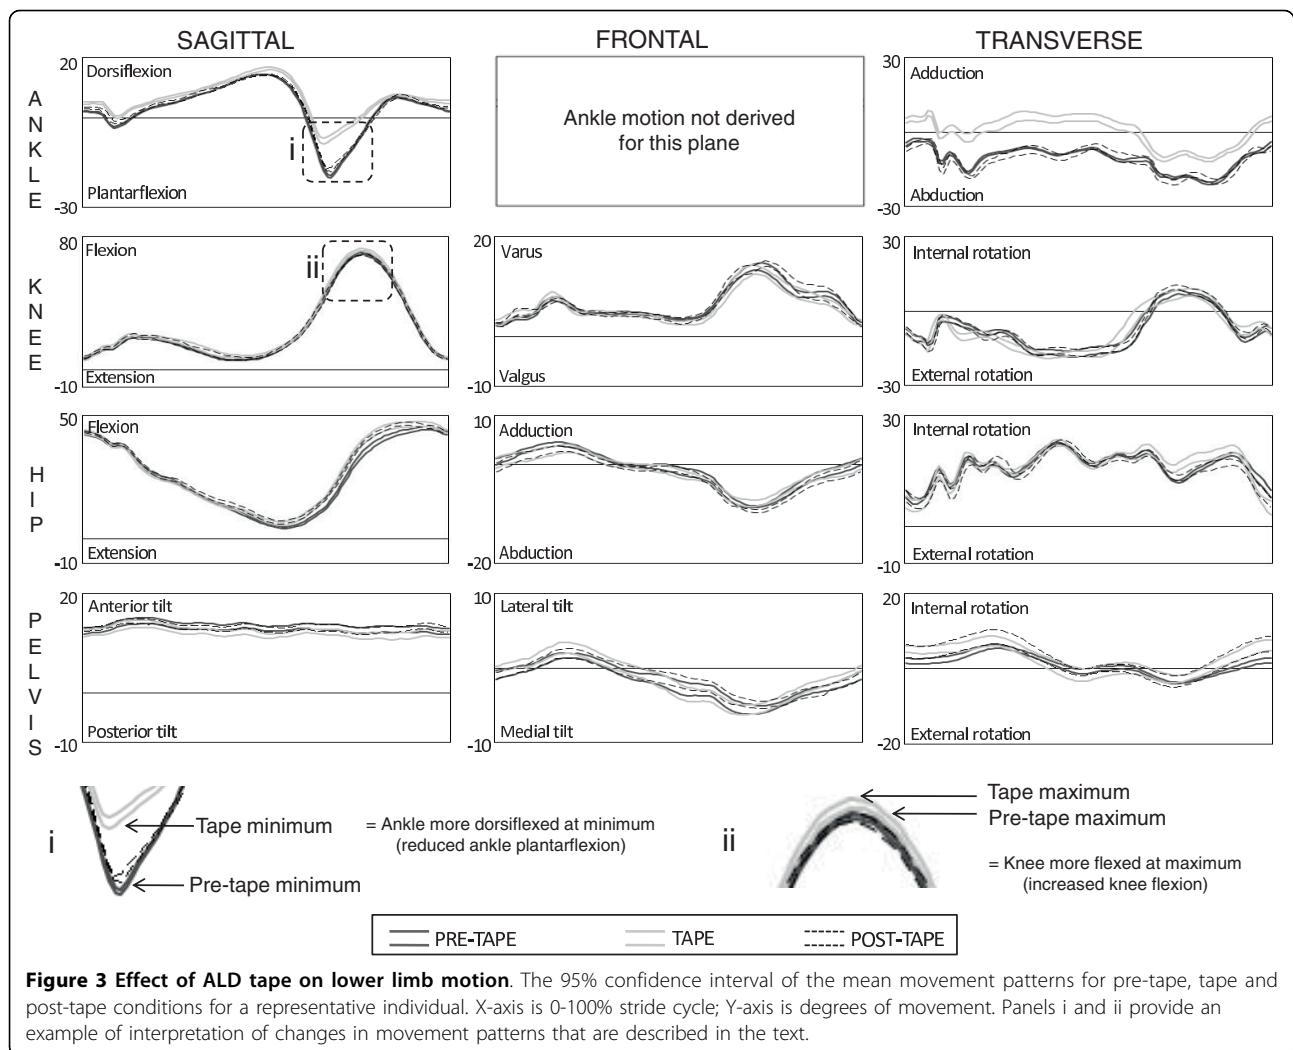 SAGITTAL
FRONTAL
TRANSVERSE
ANKLE
20
Dorsiflexion
Plantarflexion
-30
i
Ankle motion not derived
for this plane
30
Adduction
Abduction
-30
KNEE
80
Flexion
ii
Extension
-10
20
Varus
Valgus
-10
30
Internal rotation
External rotation
-30
HIP
50
Flexion
Extension
-10
10
Adduction
Abduction
-20
30
Internal rotation
External rotation
-10
PELVIS
20
Anterior tilt
Posterior tilt
-10
10
Lateral tilt
Medial tilt
-10
20
Internal rotation
External rotation
-20
i
Tape minimum
Pre-tape minimum
= Ankle more dorsiflexed at minimum
(reduced ankle plantarflexion)
ii
Tape maximum
Pre-tape maximum
= Knee more flexed at maximum
(increased knee flexion)
PRE-TAPE TAPE POST-TAPE
Figure 3 Effect of ALD tape on lower limb motion. The 95% confidence interval of the mean movement patterns for pre-tape, tape and
post-tape conditions for a representative individual. X-axis is 0-100% stride cycle; Y-axis is degrees of movement. Panels i and ii provide an
example of interpretation of changes in movement patterns that are described in the text.